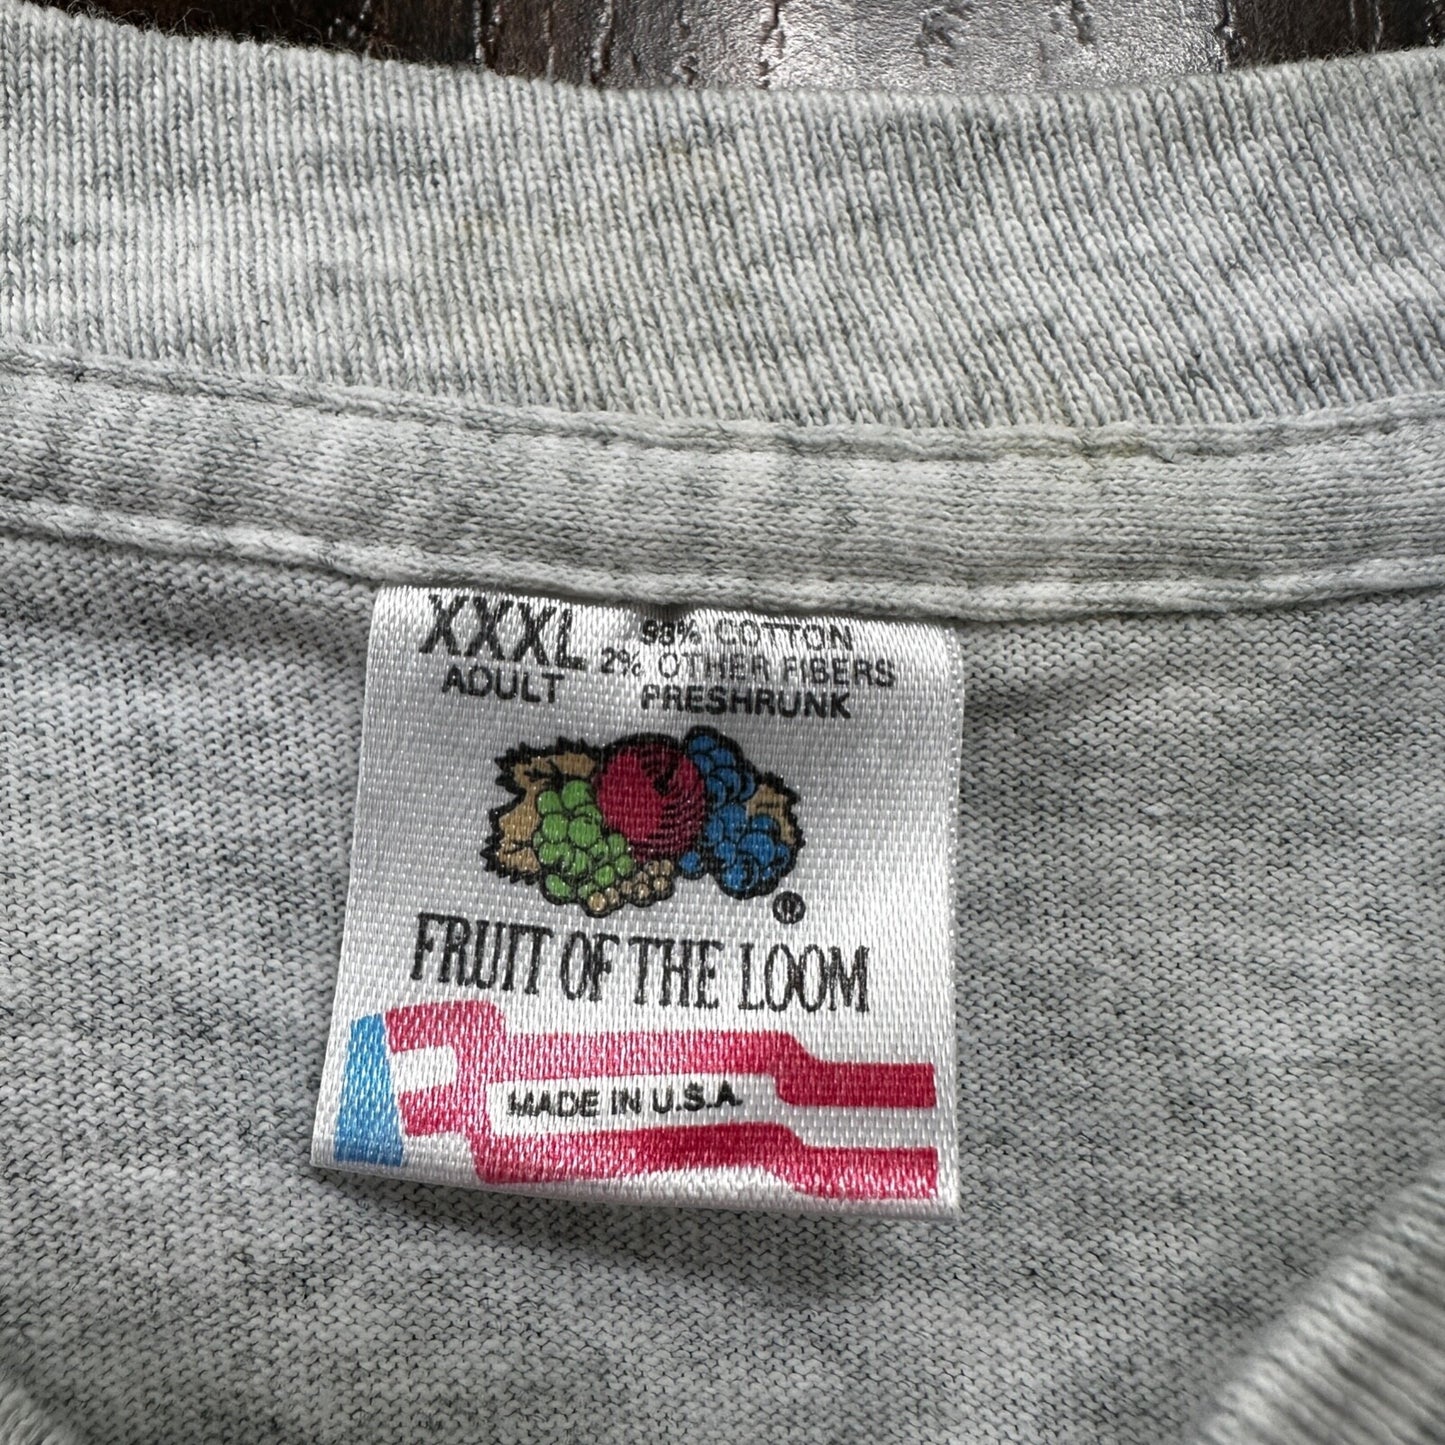 XXXL
ADULT
98% COTTON
2% OTHER FIBERS
PRESHRUNK
®
FRUIT OF THE LOOM
MADE IN U.S.A.